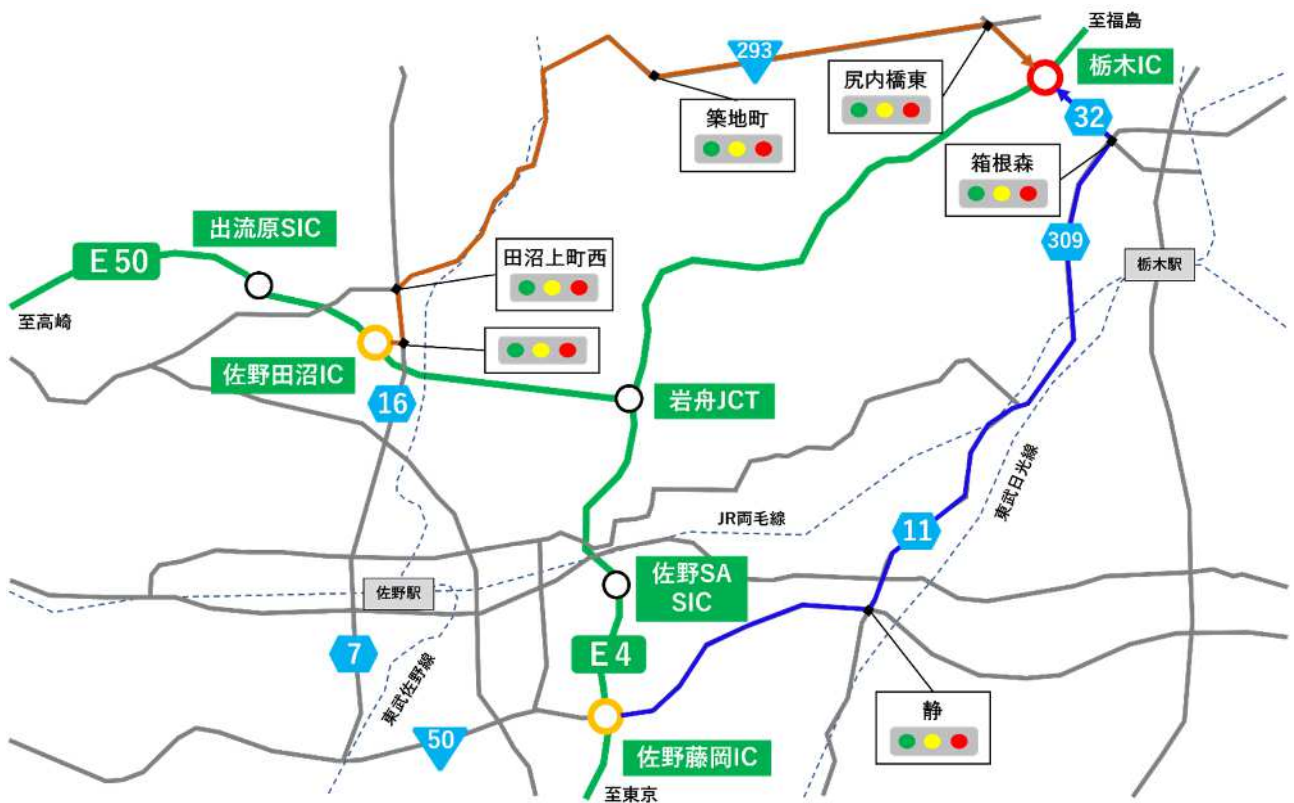 至福島
293
栃木IC
尻内橋東
築地町
32
箱根森
出流原SIC
309
E 50
田沼上町西
栃木駅
至高崎
佐野田沼IC
16
岩舟JCT
東武日光線
JR両毛線
11
佐野SA
SIC
佐野駅
E 4
7
東武佐野線
静
50
佐野藤岡IC
至東京